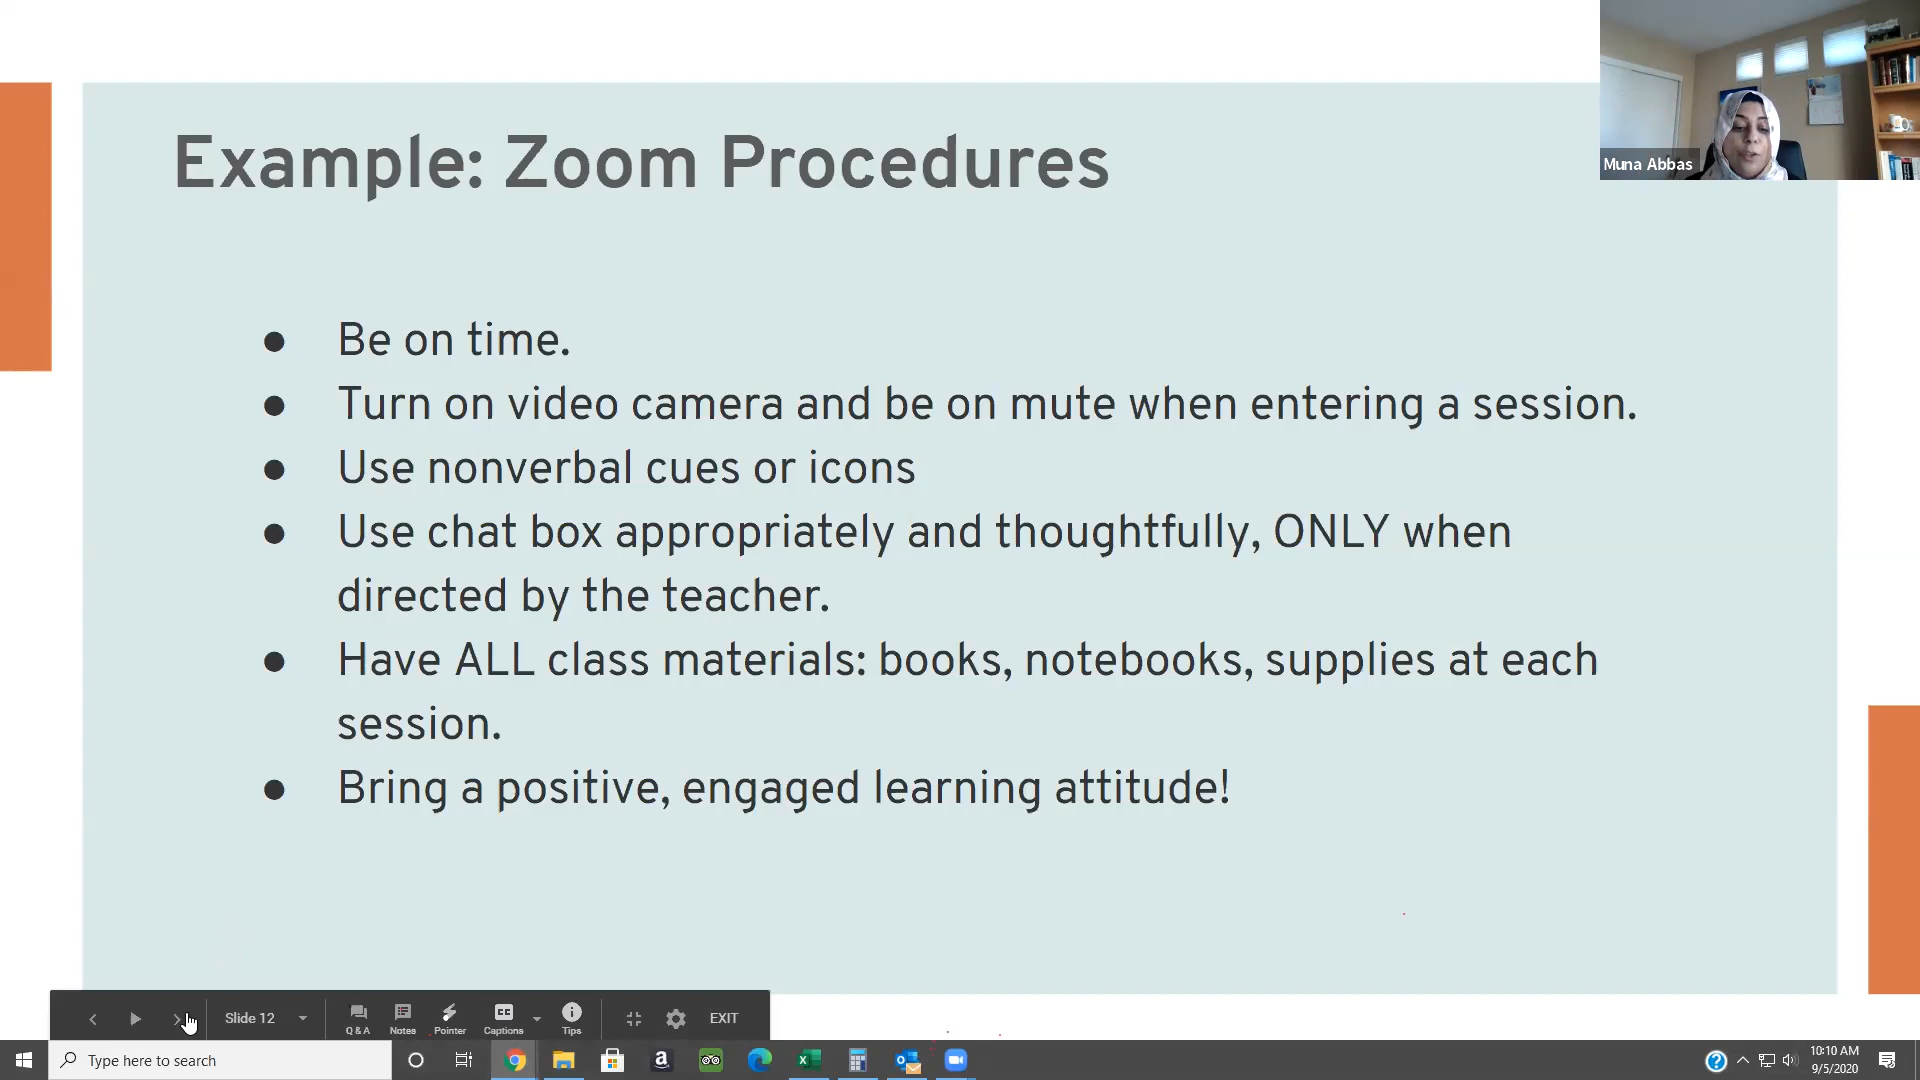 Example: Zoom Procedures
Muna Abbas
● Be on time.
● Turn on video camera and be on mute when entering a session.
● Use nonverbal cues or icons
● Use chat box appropriately and thoughtfully, ONLY when
directed by the teacher.
● Have ALL class materials: books, notebooks, supplies at each
session.
● Bring a positive, engaged learning attitude!
Slide 12
Q & A
Notes
Pointer
CC
Captions
Tips
EXIT
Type here to search
10:10 AM
9/5/2020